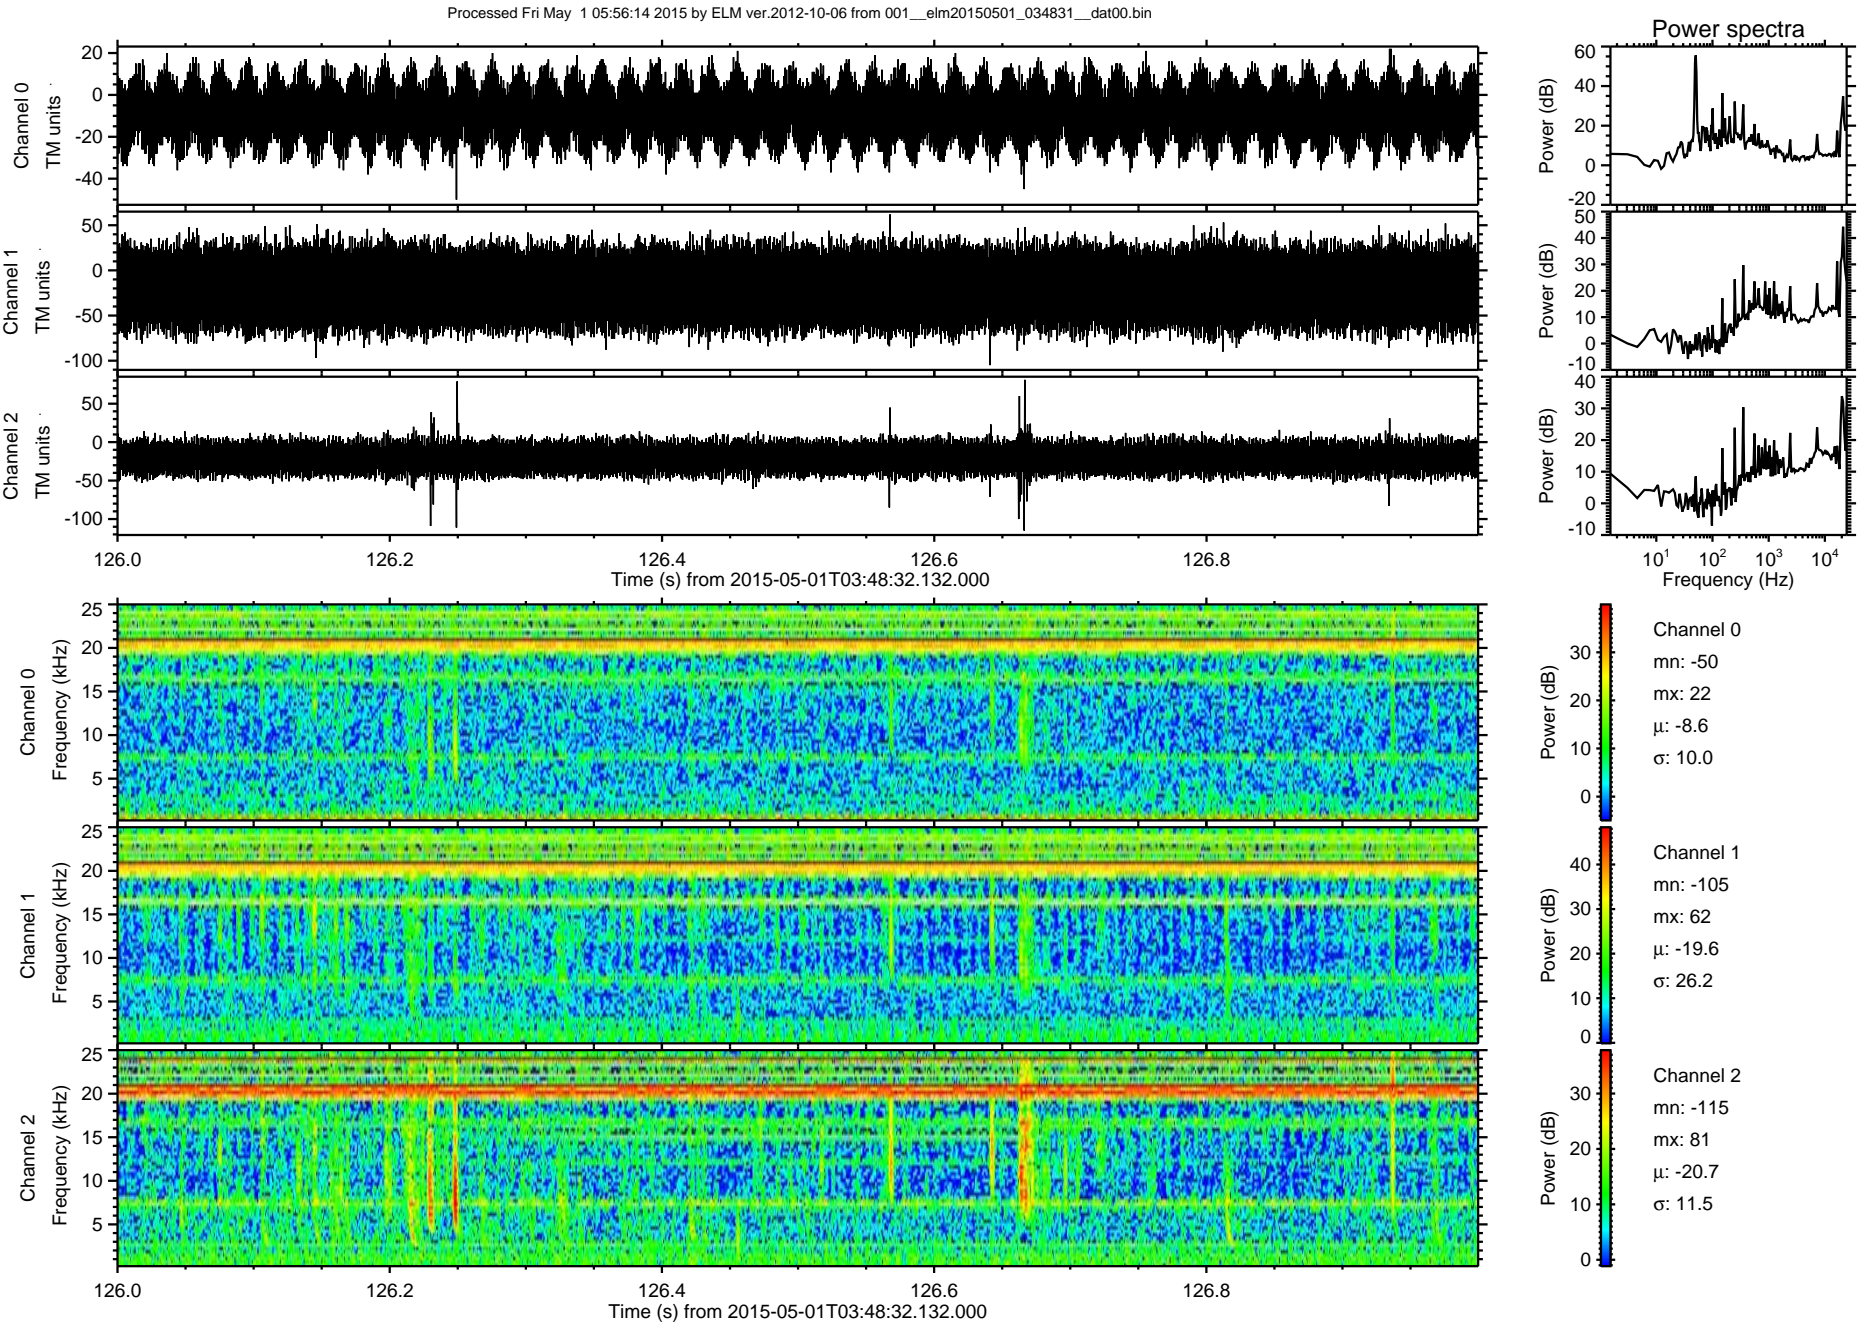 Processed Fri May  1 05:56:14 2015 by ELM ver.2012-10-06 from 001__elm20150501_034831__dat00.bin
Power spectra
Channel 0
TM units
20
0
-20
-40
Power (dB)
60
40
20
0
-20
Channel 1
TM units
50
0
-50
-100
Power (dB)
50
40
30
20
10
0
-10
Channel 2
TM units
50
0
-50
-100
Power (dB)
40
30
20
10
0
-10
126.0 126.2 126.4 126.6 126.8
Time (s) from 2015-05-01T03:48:32.132.000
10^1 10^2 10^3 10^4
Frequency (Hz)
Channel 0
Frequency (kHz)
25
20
15
10
5
Power (dB)
30
20
10
0
Channel 0
mn: -50
mx: 22
μ: -8.6
σ: 10.0
Channel 1
Frequency (kHz)
25
20
15
10
5
Power (dB)
40
30
20
10
0
Channel 1
mn: -105
mx: 62
μ: -19.6
σ: 26.2
Channel 2
Frequency (kHz)
25
20
15
10
5
Power (dB)
30
20
10
0
Channel 2
mn: -115
mx: 81
μ: -20.7
σ: 11.5
126.0 126.2 126.4 126.6 126.8
Time (s) from 2015-05-01T03:48:32.132.000